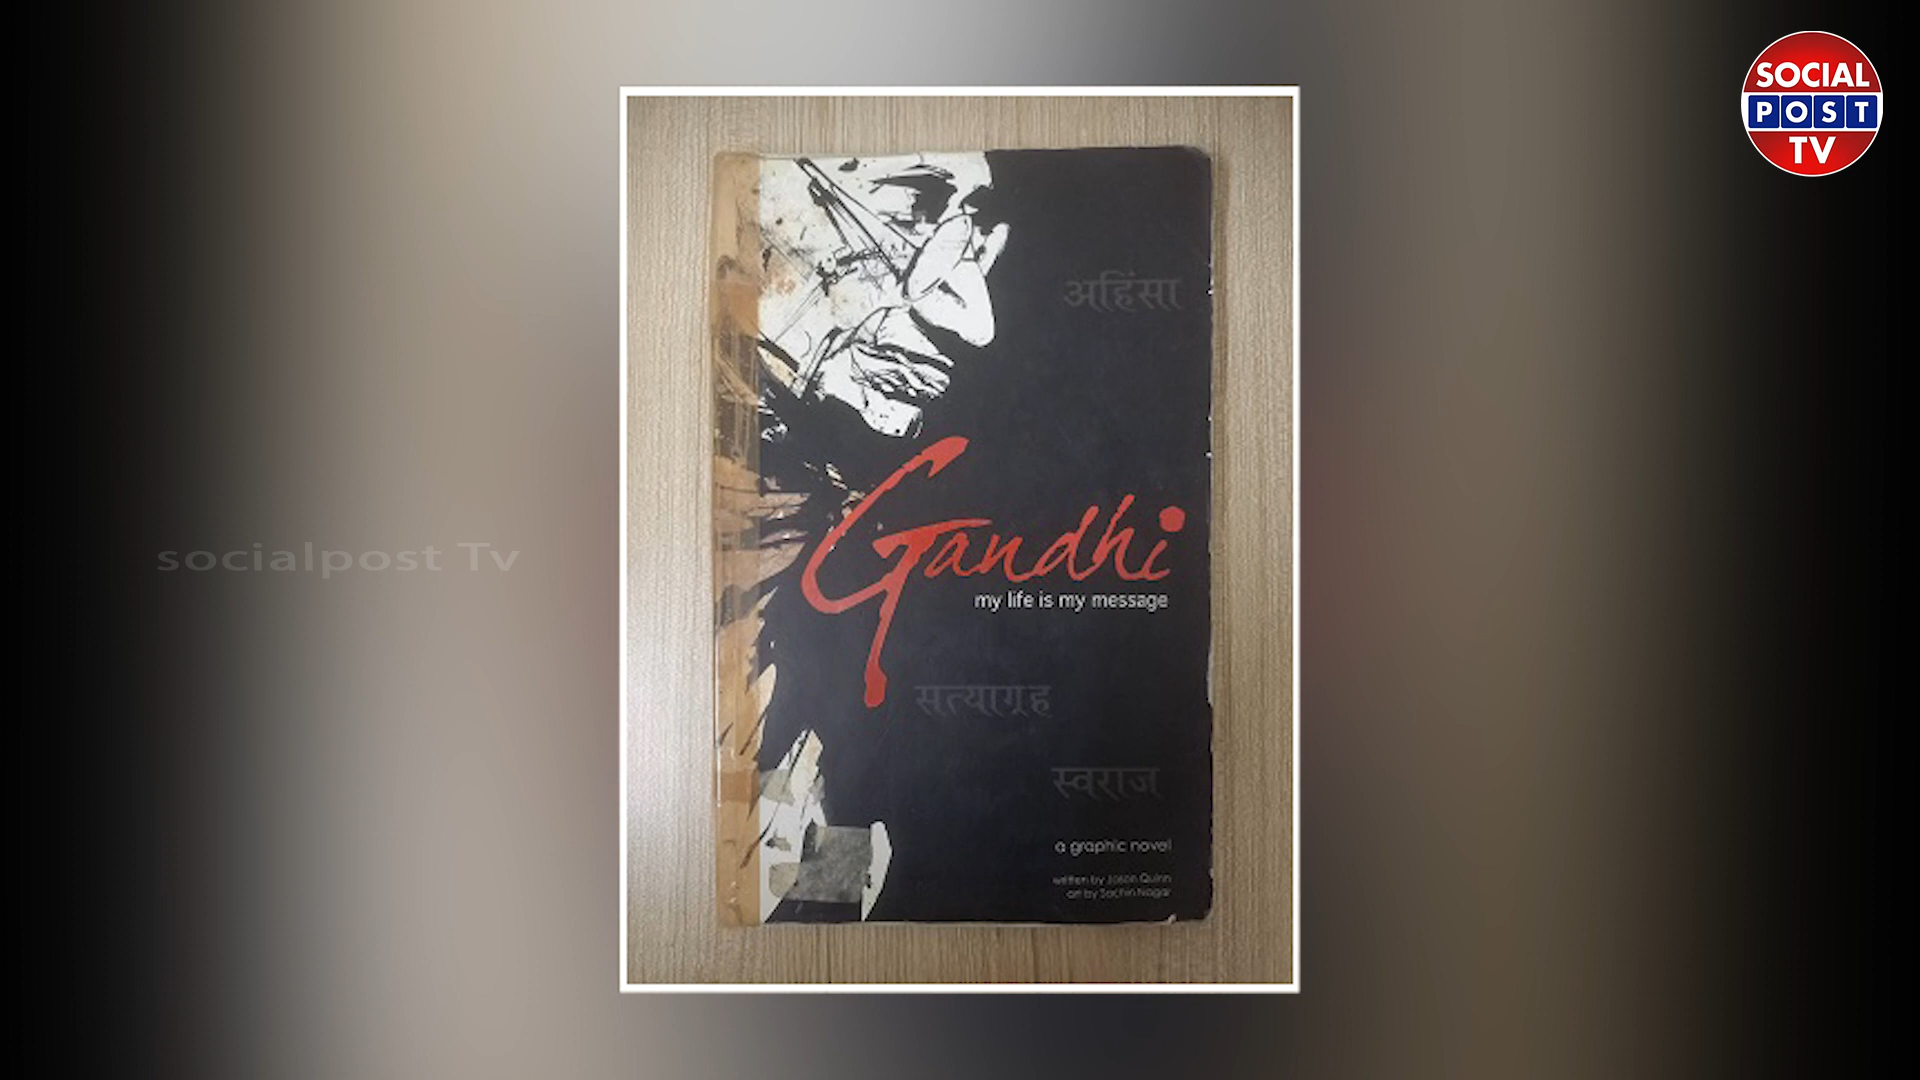 SOCIAL
POST
TV
अहिंसा
Gandhi
my life is my message
socialpost Tv
सत्याग्रह
स्वराज
a graphic novel
written by Jason Quinn
art by Sachin Nagar